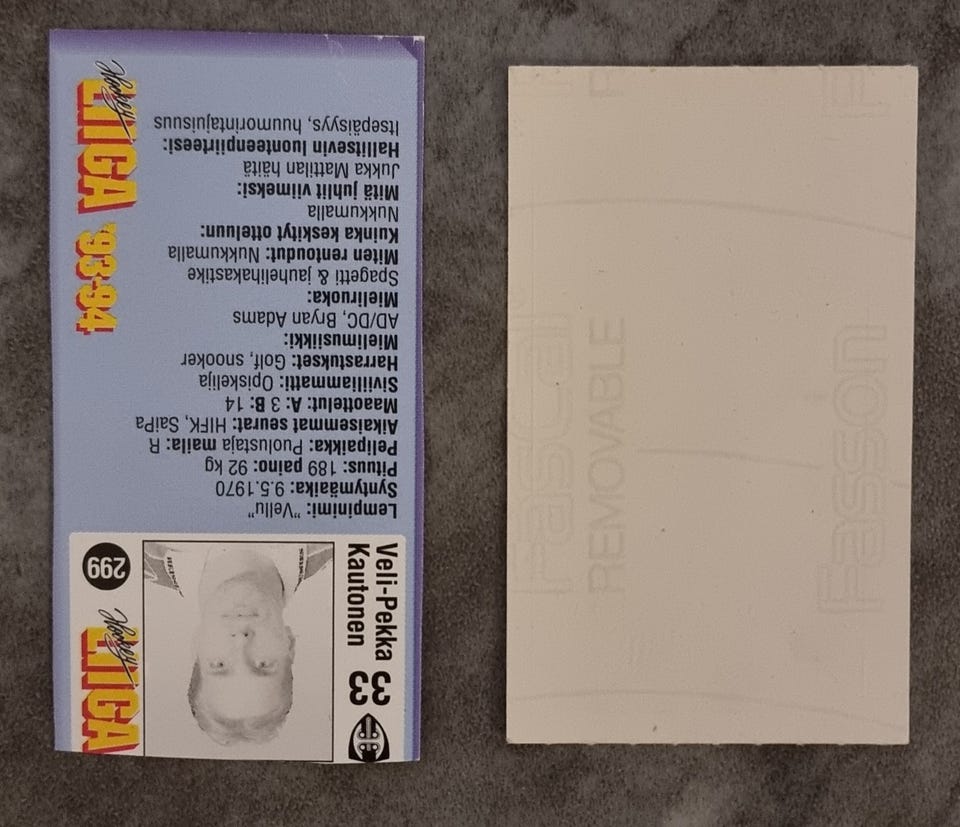 Hockey
LIIGA
299
Veli-Pekka
Kautonen
33
Lempinimi: "Vellu"
Syntymäaika: 9.5.1970
Pituus: 189 paino: 92 kg
Pelipaikka: Puolustaja maila: R
Aikaisemmat seurat: HIFK, SaiPa
Maaottelut: A: 3 B: 14
Siviiliammatti: Opiskelija
Harrastukset: Golf, snooker
Mielimusiikki:
AD/DC, Bryan Adams
Mieliruoka:
Spagetti & jauhelihakastike
Miten rentoudut: Nukkumalla
Kuinka keskityt otteluun:
Nukkumalla
Mitä juhlit viimeksi:
Jukka Mattilan häitä
Hallitsevin luonteenpiirteesi:
Itsepäisyys, huumorintajuisuus
Hockey
LIIGA '93-94
Fasson
REMOVABLE
Fasson